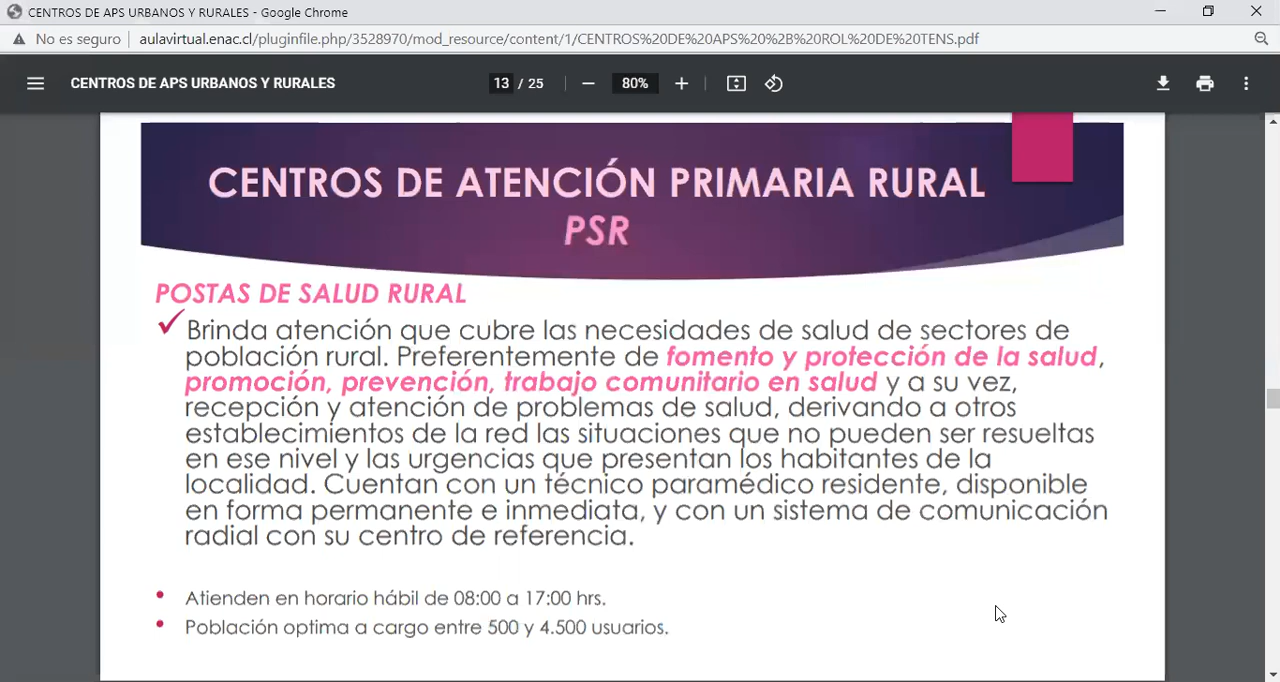 CENTROS DE APS URBANOS Y RURALES - Google Chrome
No es seguro | aulavirtual.enac.cl/pluginfile.php/3528970/mod_resource/content/1/CENTROS%20DE%20APS%20%2B%20ROL%20DE%20TENS.pdf
CENTROS DE APS URBANOS Y RURALES 13 / 25 80%
CENTROS DE ATENCIÓN PRIMARIA RURAL
PSR
POSTAS DE SALUD RURAL
Brinda atención que cubre las necesidades de salud de sectores de
población rural. Preferentemente de fomento y protección de la salud,
promoción, prevención, trabajo comunitario en salud y a su vez,
recepción y atención de problemas de salud, derivando a otros
establecimientos de la red las situaciones que no pueden ser resueltas
en ese nivel y las urgencias que presentan los habitantes de la
localidad. Cuentan con un técnico paramédico residente, disponible
en forma permanente e inmediata, y con un sistema de comunicación
radial con su centro de referencia.
• Atienden en horario hábil de 08:00 a 17:00 hrs.
• Población optima a cargo entre 500 y 4.500 usuarios.